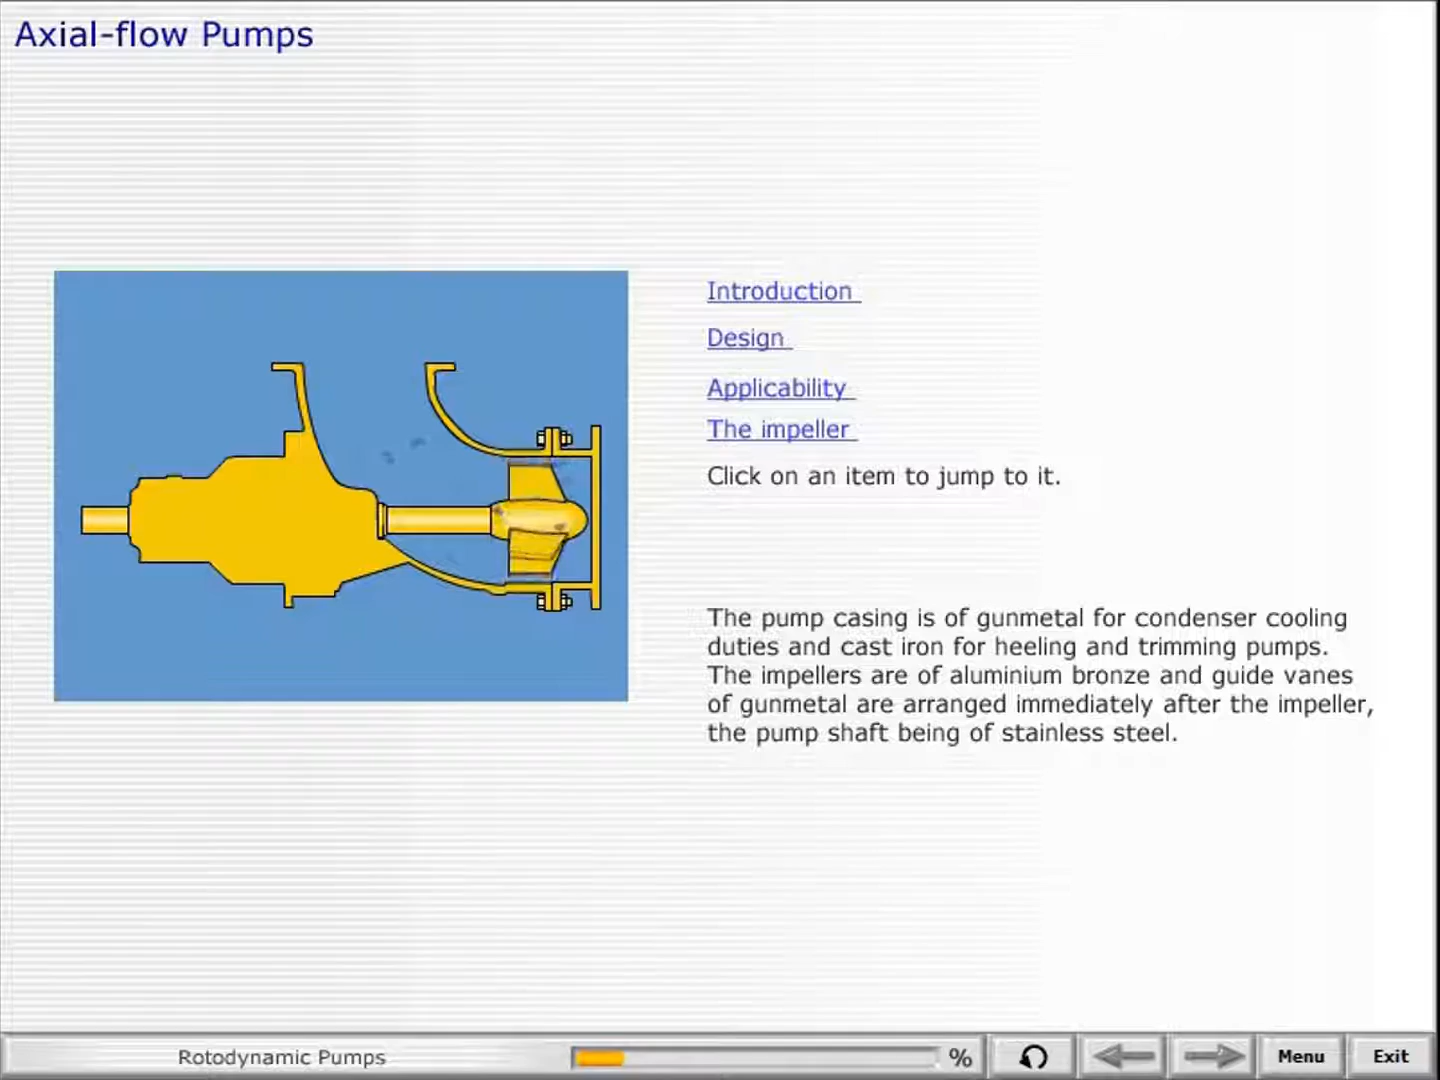 Axial-flow Pumps
Introduction
Design
Applicability
The impeller
Click on an item to jump to it.
The pump casing is of gunmetal for condenser cooling
duties and cast iron for heeling and trimming pumps.
The impellers are of aluminium bronze and guide vanes
of gunmetal are arranged immediately after the impeller,
the pump shaft being of stainless steel.
Rotodynamic Pumps
%
Menu
Exit